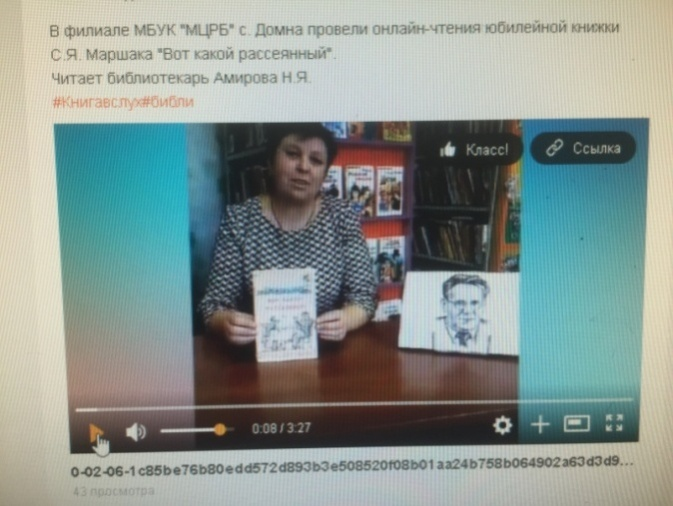 В филиале МБУК "МЦРБ" с. Домна провели онлайн-чтения юбилейной книжки
С.Я. Маршака "Вот какой рассеянный".
Читает библиотекарь Амирова Н.Я.
#Книгавслух#библи
Класс!
Ссылка
0:08 / 3:27
0-02-06-1c85be76b80edd572d893b3e508520f08b01aa24b758b064902a63d3d9...
43 просмотра